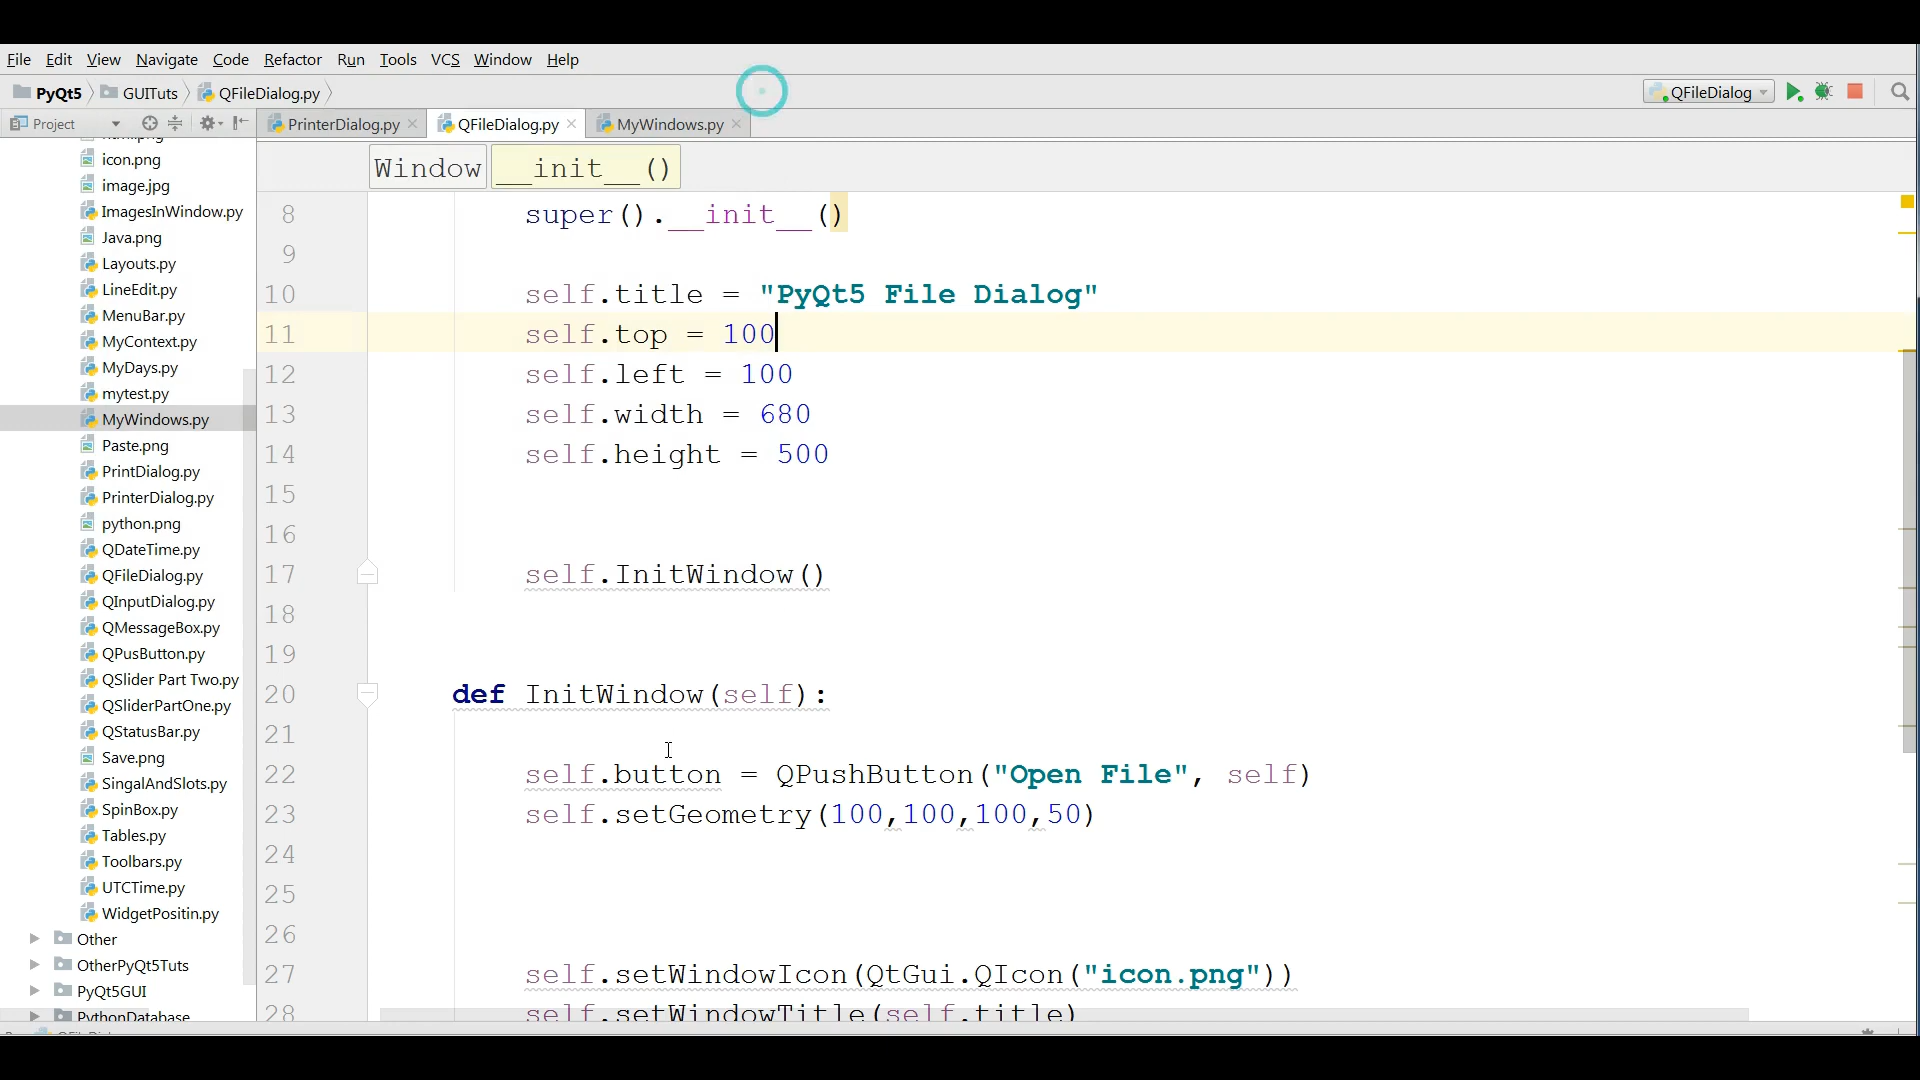 File Edit View Navigate Code Refactor Run Tools VCS Window Help
PyQt5 GUITuts QFileDialog.py QFileDialog
Project PrinterDialog.py QFileDialog.py MyWindows.py
Window __init__()
icon.png
image.jpg
ImagesInWindow.py
Java.png
Layouts.py
LineEdit.py
MenuBar.py
MyContext.py
MyDays.py
mytest.py
MyWindows.py
Paste.png
PrintDialog.py
PrinterDialog.py
python.png
QDateTime.py
QFileDialog.py
QInputDialog.py
QMessageBox.py
QPusButton.py
QSlider Part Two.py
QSliderPartOne.py
QStatusBar.py
Save.png
SingalAndSlots.py
SpinBox.py
Tables.py
Toolbars.py
UTCTime.py
WidgetPositin.py
Other
OtherPyQt5Tuts
PyQt5GUI
PythonDatabase
8 super().__init__()
9
10 self.title = "PyQt5 File Dialog"
11 self.top = 100
12 self.left = 100
13 self.width = 680
14 self.height = 500
15
16
17 self.InitWindow()
18
19
20 def InitWindow(self):
21
22 self.button = QPushButton("Open File", self)
23 self.setGeometry(100,100,100,50)
24
25
26
27 self.setWindowIcon(QtGui.QIcon("icon.png"))
28 self.setWindowTitle(self.title)